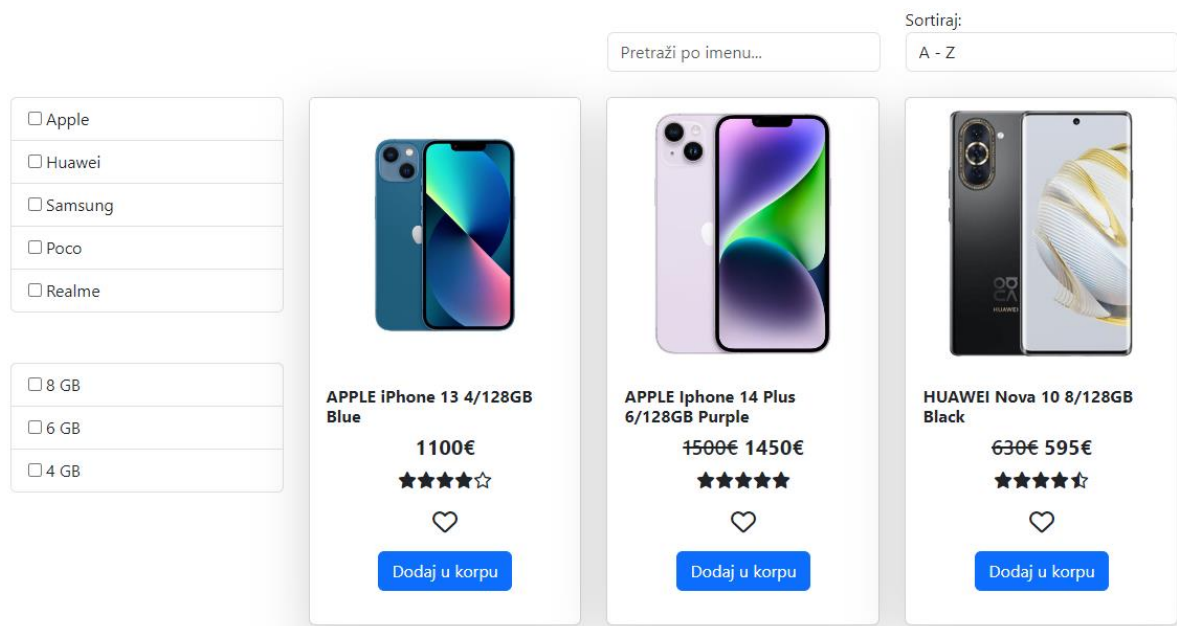 Sortiraj:
Pretraži po imenu...
A - Z
Apple
Huawei
Samsung
Poco
Realme
8 GB
6 GB
4 GB
APPLE iPhone 13 4/128GB
Blue
1100€
Dodaj u korpu
APPLE Iphone 14 Plus
6/128GB Purple
1500€ 1450€
Dodaj u korpu
HUAWEI
HUAWEI Nova 10 8/128GB
Black
630€ 595€
Dodaj u korpu